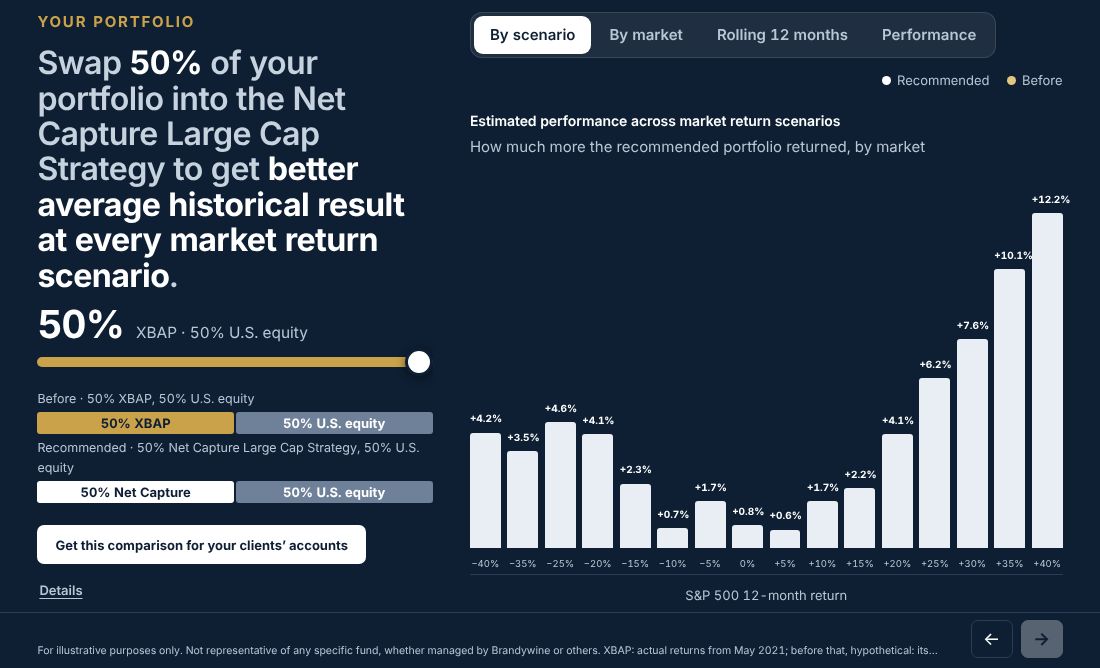 YOUR PORTFOLIO
Swap 50% of your
portfolio into the Net
Capture Large Cap
Strategy to get better
average historical result
at every market return
scenario.
50% XBAP · 50% U.S. equity
Before · 50% XBAP, 50% U.S. equity
50% XBAP 50% U.S. equity
Recommended · 50% Net Capture Large Cap Strategy, 50% U.S.
equity
50% Net Capture 50% U.S. equity
Get this comparison for your clients’ accounts
Details
By scenario By market Rolling 12 months Performance
Recommended Before
Estimated performance across market return scenarios
How much more the recommended portfolio returned, by market
+4.2% +3.5% +4.6% +4.1% +2.3% +0.7% +1.7% +0.8% +0.6% +1.7% +2.2% +4.1% +6.2% +7.6% +10.1% +12.2%
−40% −35% −25% −20% −15% −10% −5% 0% +5% +10% +15% +20% +25% +30% +35% +40%
S&P 500 12-month return
For illustrative purposes only. Not representative of any specific fund, whether managed by Brandywine or others. XBAP: actual returns from May 2021; before that, hypothetical: its…